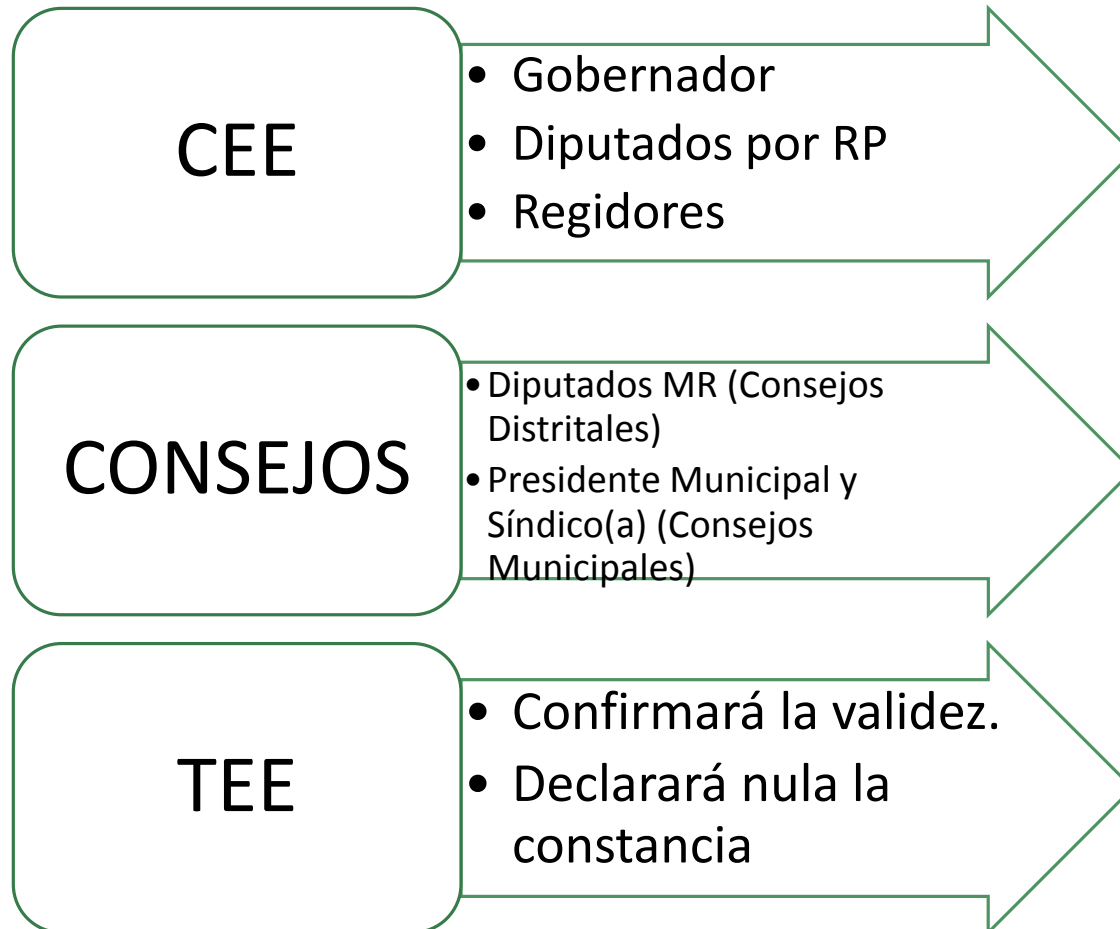 CEE
• Gobernador
• Diputados por RP
• Regidores
CONSEJOS
• Diputados MR (Consejos
Distritales)
• Presidente Municipal y
Síndico(a) (Consejos
Municipales)
TEE
• Confirmará la validez.
• Declarará nula la
constancia